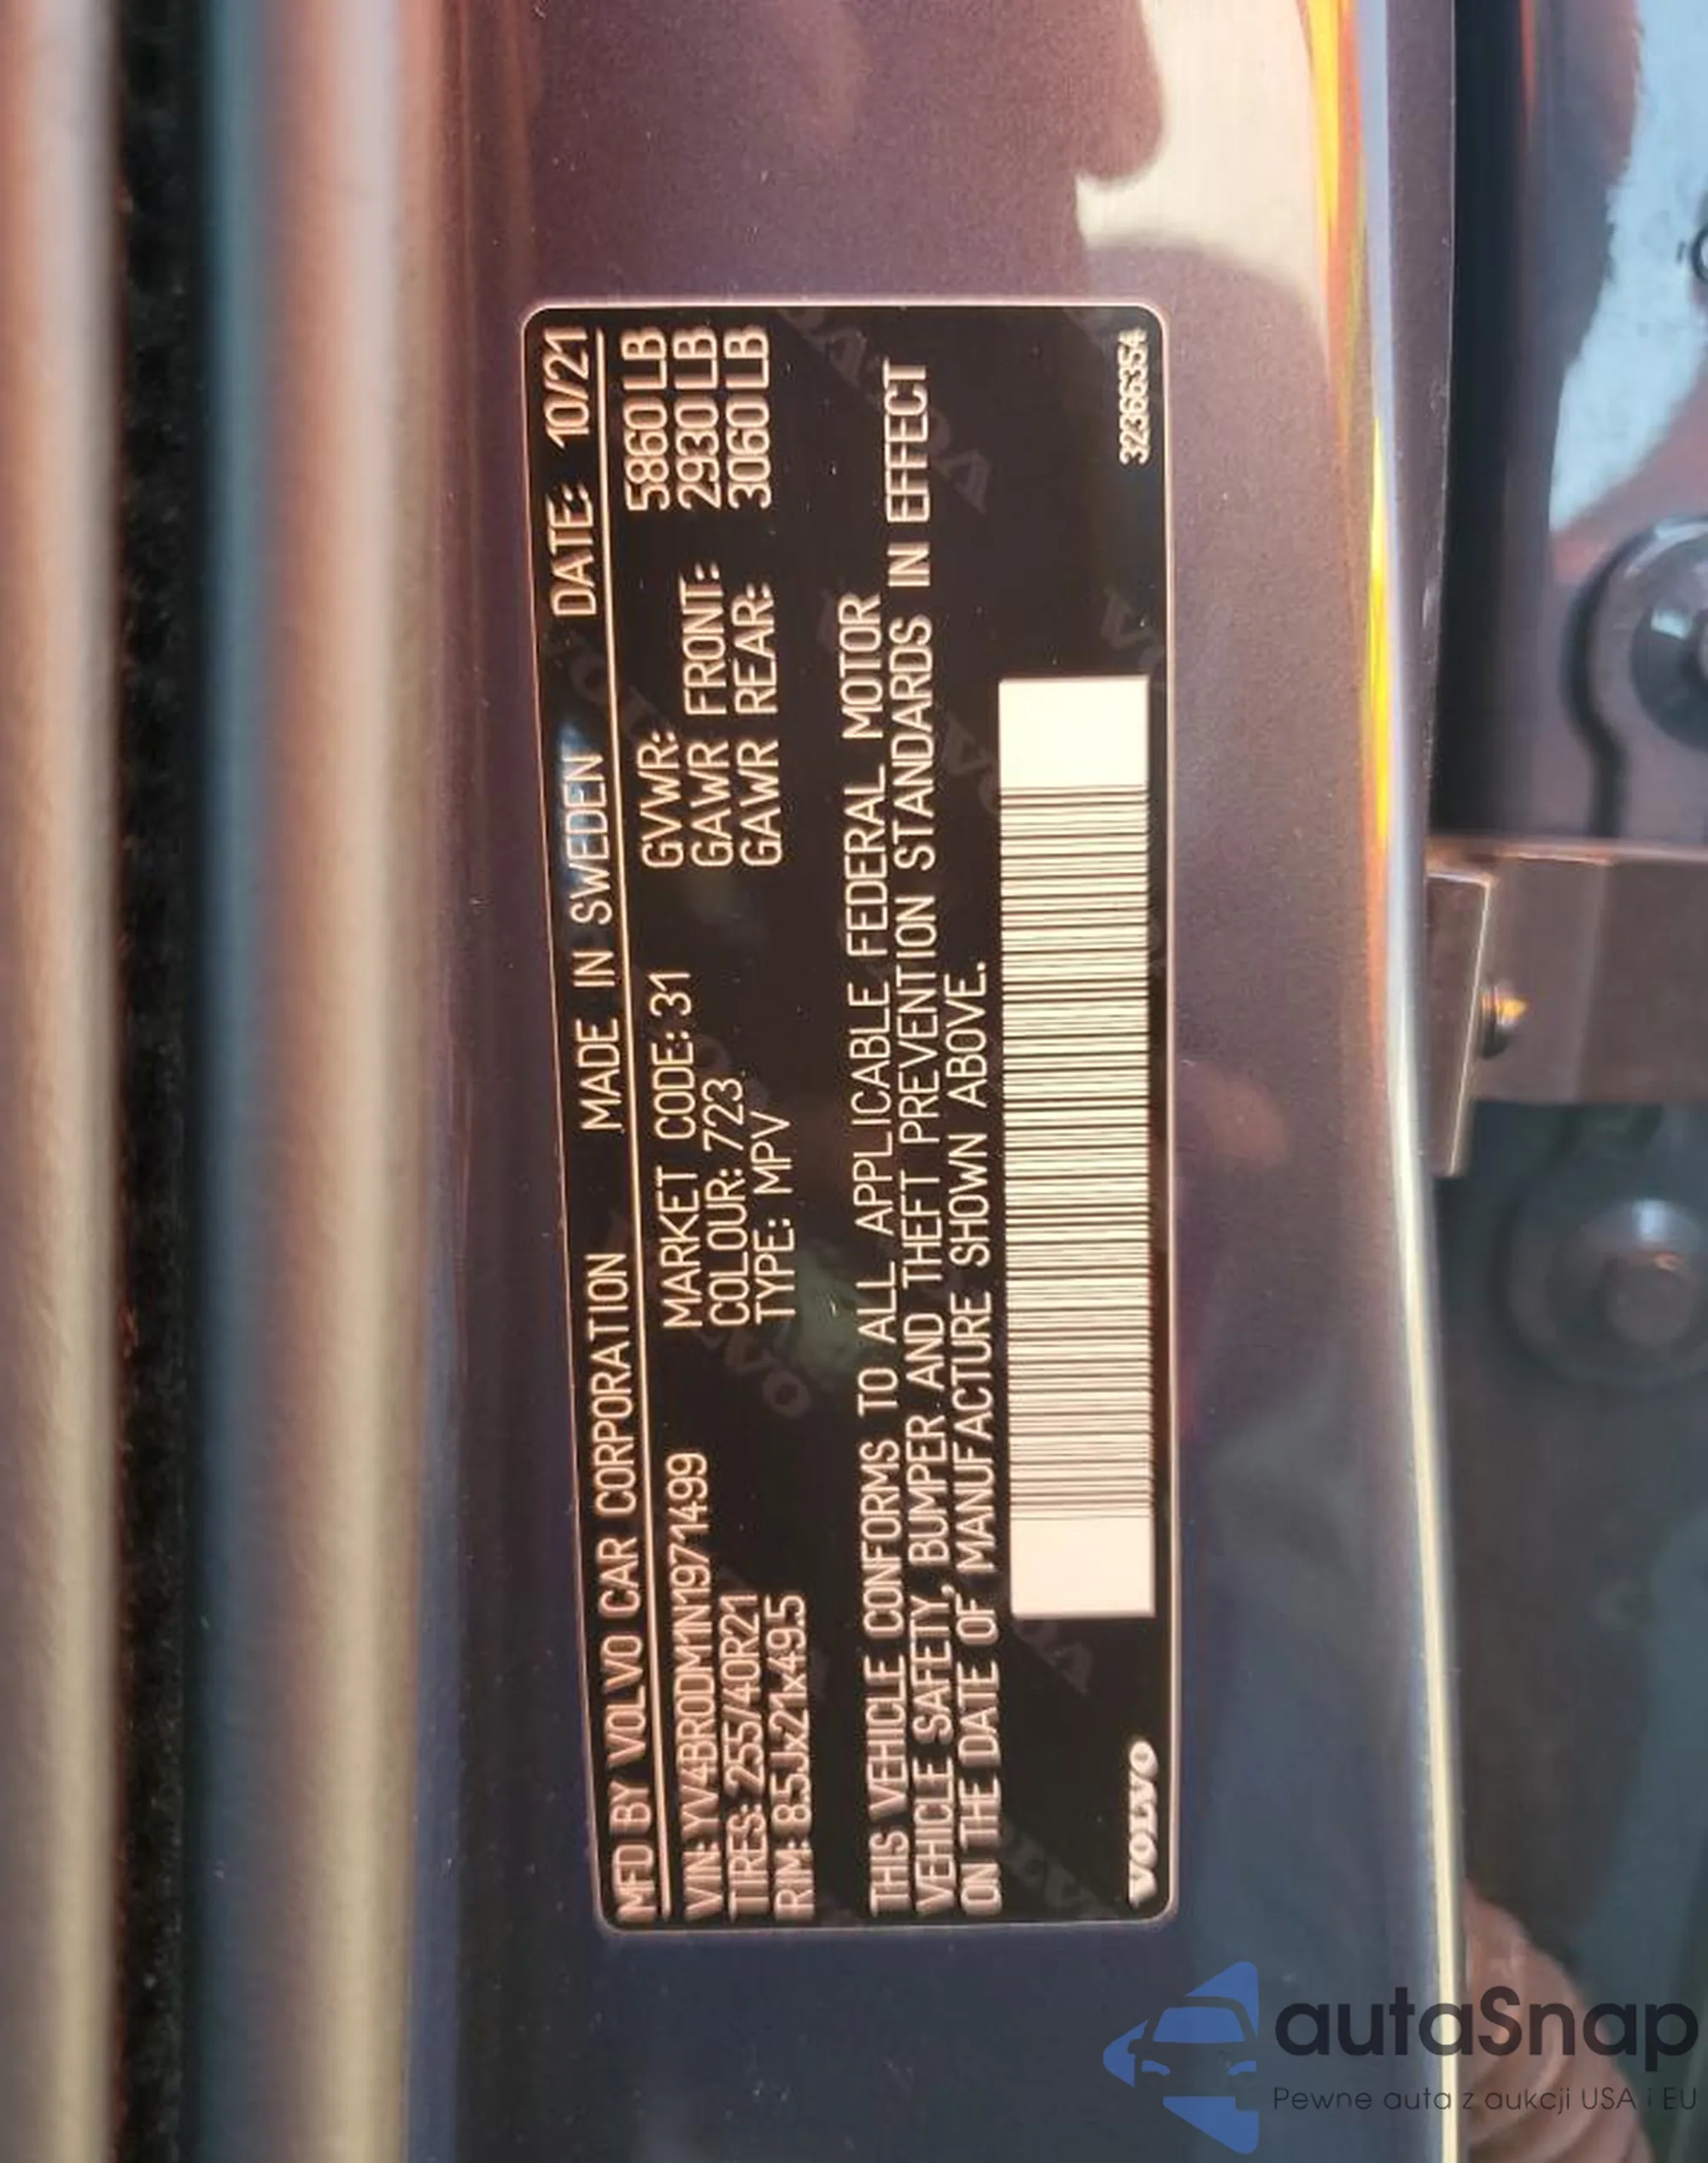 MFD BY VOLVO CAR CORPORATION MADE IN SWEDEN DATE: 10/21
VIN: YV4BR0DM1N1971499 MARKET CODE: 31 GVWR: 5860 LB
TIRES: 255/40R21 COLOUR: 723 GAWR FRONT: 2930 LB
RIM: 8.5Jx21x49.5 TYPE: MPV GAWR REAR: 3060 LB
THIS VEHICLE CONFORMS TO ALL APPLICABLE FEDERAL MOTOR
VEHICLE SAFETY, BUMPER AND THEFT PREVENTION STANDARDS IN EFFECT
ON THE DATE OF MANUFACTURE SHOWN ABOVE.
VOLVO 32366354
autaSnap
Pewne auta z aukcji USA i EU